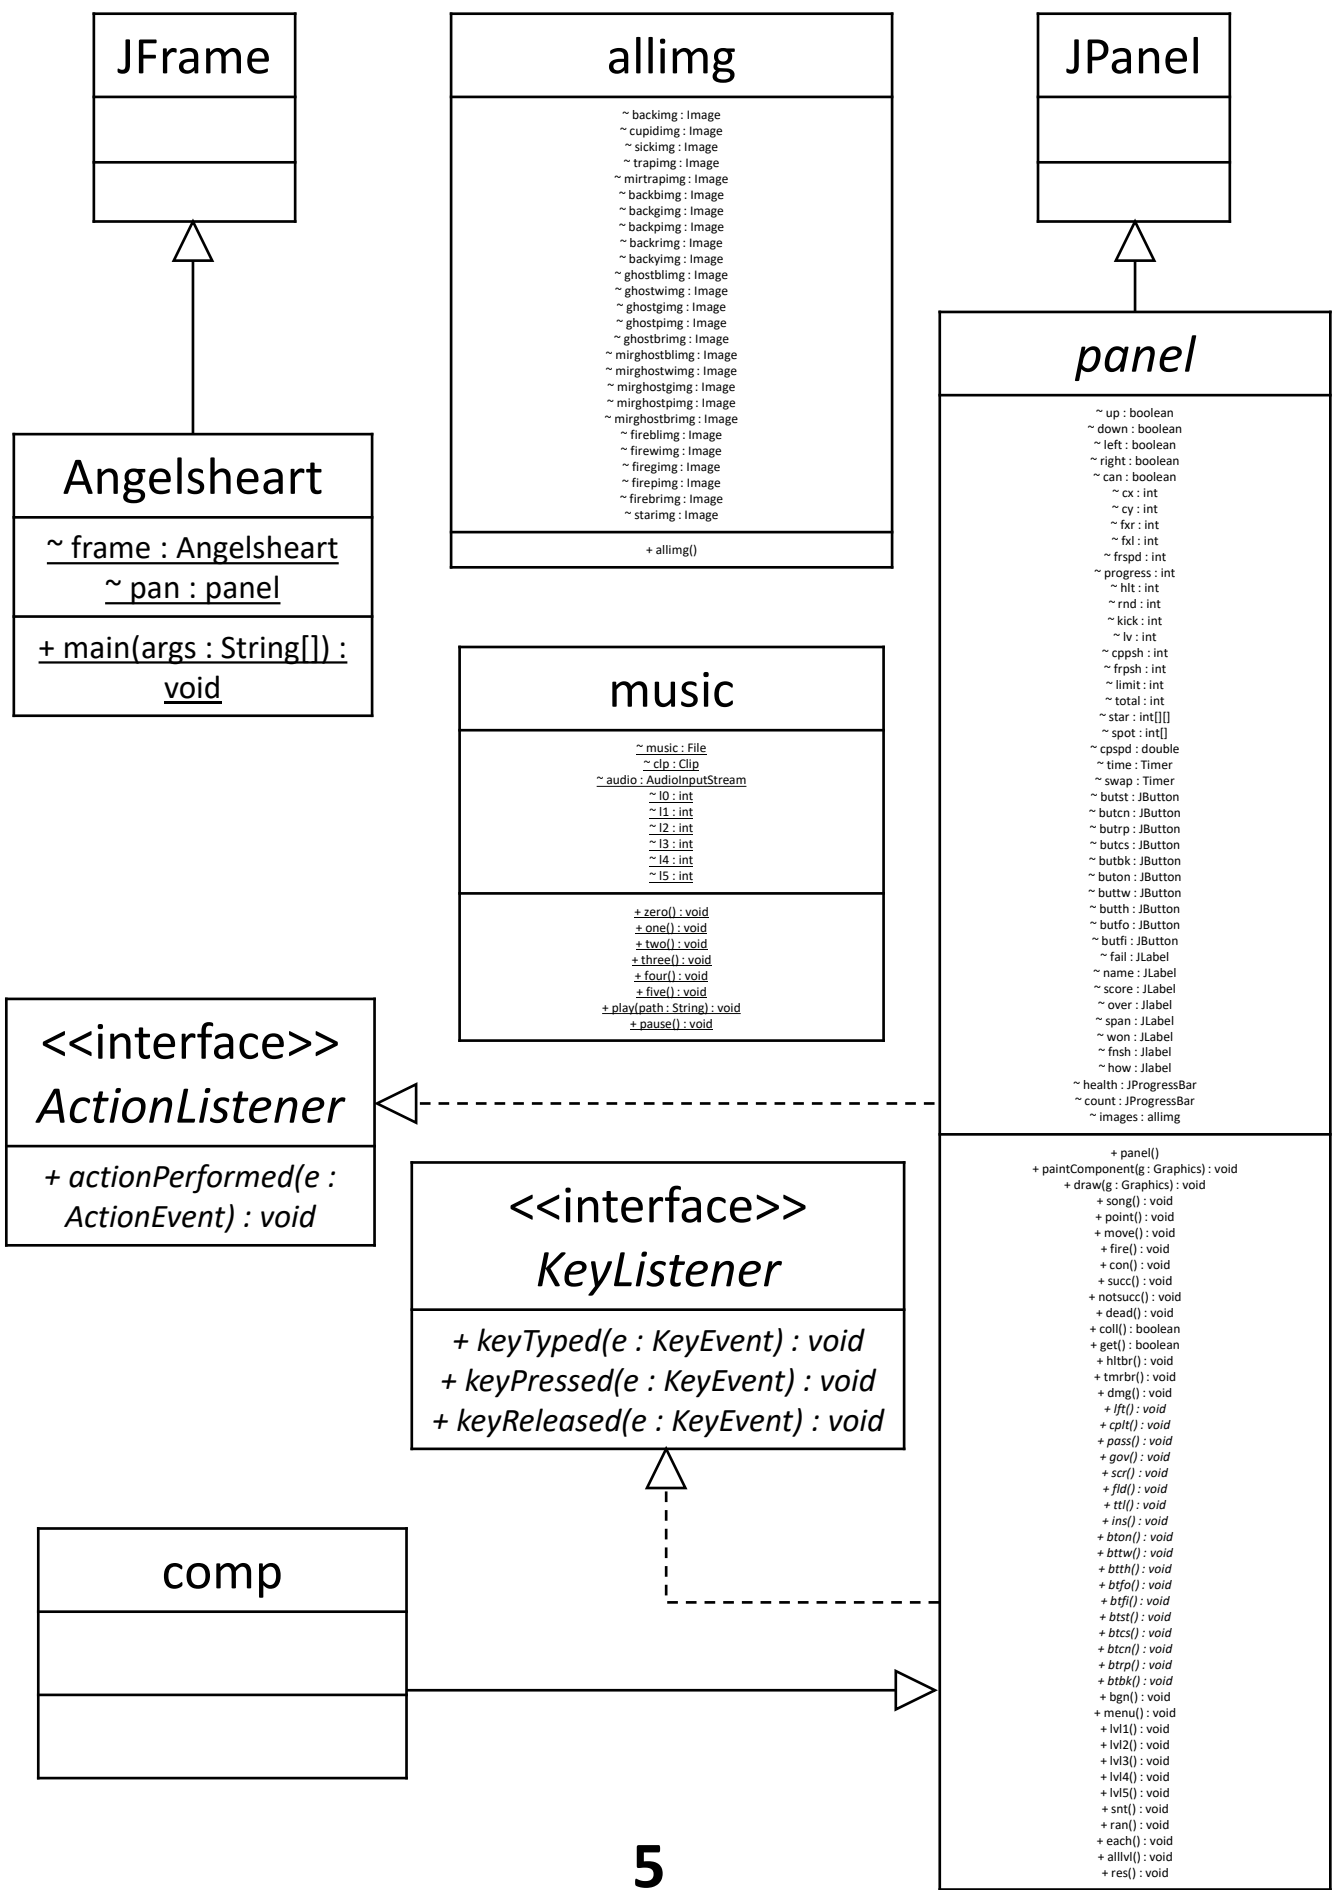 JFrame
allimg
~ backimg : Image
~ cupidimg : Image
~ sickimg : Image
~ trapimg : Image
~ mirtrapimg : Image
~ backbimg : Image
~ backgimg : Image
~ backpimg : Image
~ backrimg : Image
~ backyimg : Image
~ ghostblimg : Image
~ ghostwimg : Image
~ ghostgimg : Image
~ ghostpimg : Image
~ ghostbrimg : Image
~ mirghostblimg : Image
~ mirghostwimg : Image
~ mirghostgimg : Image
~ mirghostpimg : Image
~ mirghostbrimg : Image
~ fireblimg : Image
~ firewimg : Image
~ firegimg : Image
~ firepimg : Image
~ firebrimg : Image
~ starimg : Image
+ allimg()
JPanel
Angelsheart
~ frame : Angelsheart
~ pan : panel
+ main(args : String[]) :
void
music
~ music : File
~ clp : Clip
~ audio : AudioInputStream
~ l0 : int
~ l1 : int
~ l2 : int
~ l3 : int
~ l4 : int
~ l5 : int
+ zero() : void
+ one() : void
+ two() : void
+ three() : void
+ four() : void
+ five() : void
+ play(path : String) : void
+ pause() : void
panel
~ up : boolean
~ down : boolean
~ left : boolean
~ right : boolean
~ can : boolean
~ cx : int
~ cy : int
~ fxr : int
~ fxl : int
~ frspd : int
~ progress : int
~ hlt : int
~ rnd : int
~ kick : int
~ lv : int
~ cppsh : int
~ frpsh : int
~ limit : int
~ total : int
~ star : int[][]
~ spot : int[]
~ cpspd : double
~ time : Timer
~ swap : Timer
~ butst : JButton
~ butcn : JButton
~ butrp : JButton
~ butcs : JButton
~ butbk : JButton
~ buton : JButton
~ buttw : JButton
~ butth : JButton
~ butfo : JButton
~ butfi : JButton
~ fail : JLabel
~ name : JLabel
~ score : JLabel
~ over : Jlabel
~ span : JLabel
~ won : JLabel
~ fnsh : Jlabel
~ how : Jlabel
~ health : JProgressBar
~ count : JProgressBar
~ images : allimg
+ panel()
+ paintComponent(g : Graphics) : void
+ draw(g : Graphics) : void
+ song() : void
+ point() : void
+ move() : void
+ fire() : void
+ con() : void
+ succ() : void
+ notsucc() : void
+ dead() : void
+ coll() : boolean
+ get() : boolean
+ hltbr() : void
+ tmrbr() : void
+ dmg() : void
+ lft() : void
+ cplt() : void
+ pass() : void
+ gov() : void
+ scr() : void
+ fld() : void
+ ttl() : void
+ ins() : void
+ bton() : void
+ bttw() : void
+ btth() : void
+ btfo() : void
+ btfi() : void
+ btst() : void
+ btcs() : void
+ btcn() : void
+ btrp() : void
+ btbk() : void
+ bgn() : void
+ menu() : void
+ lvl1() : void
+ lvl2() : void
+ lvl3() : void
+ lvl4() : void
+ lvl5() : void
+ snt() : void
+ ran() : void
+ each() : void
+ alllvl() : void
+ res() : void
<<interface>>
ActionListener
+ actionPerformed(e :
ActionEvent) : void
<<interface>>
KeyListener
+ keyTyped(e : KeyEvent) : void
+ keyPressed(e : KeyEvent) : void
+ keyReleased(e : KeyEvent) : void
comp
5